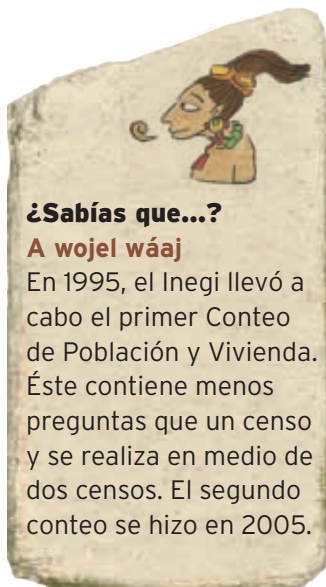 ¿Sabías que...?
A wojel wáaj
En 1995, el Inegi llevó a
cabo el primer Conteo
de Población y Vivienda.
Éste contiene menos
preguntas que un censo
y se realiza en medio de
dos censos. El segundo
conteo se hizo en 2005.